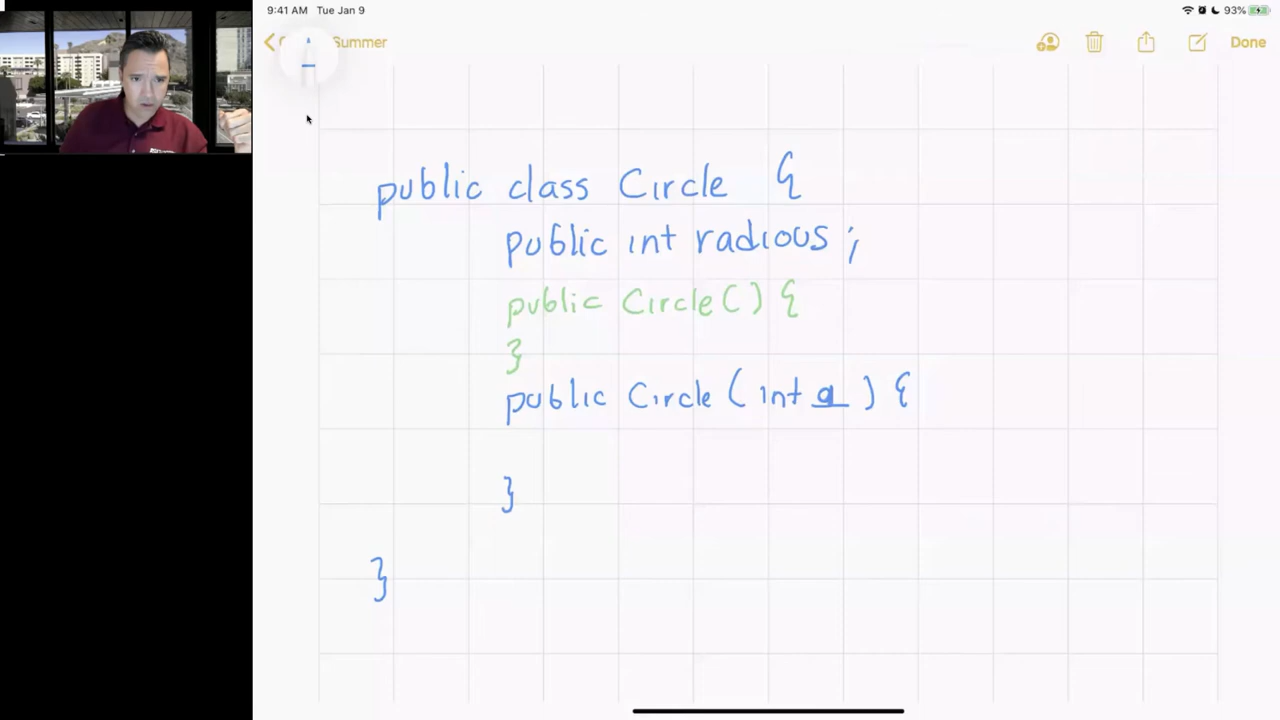 9:41 AM Tue Jan 9
93%
Summer
Done
public class Circle {
public int radious ;
public Circle() {
}
public Circle ( int a ) {
}
}